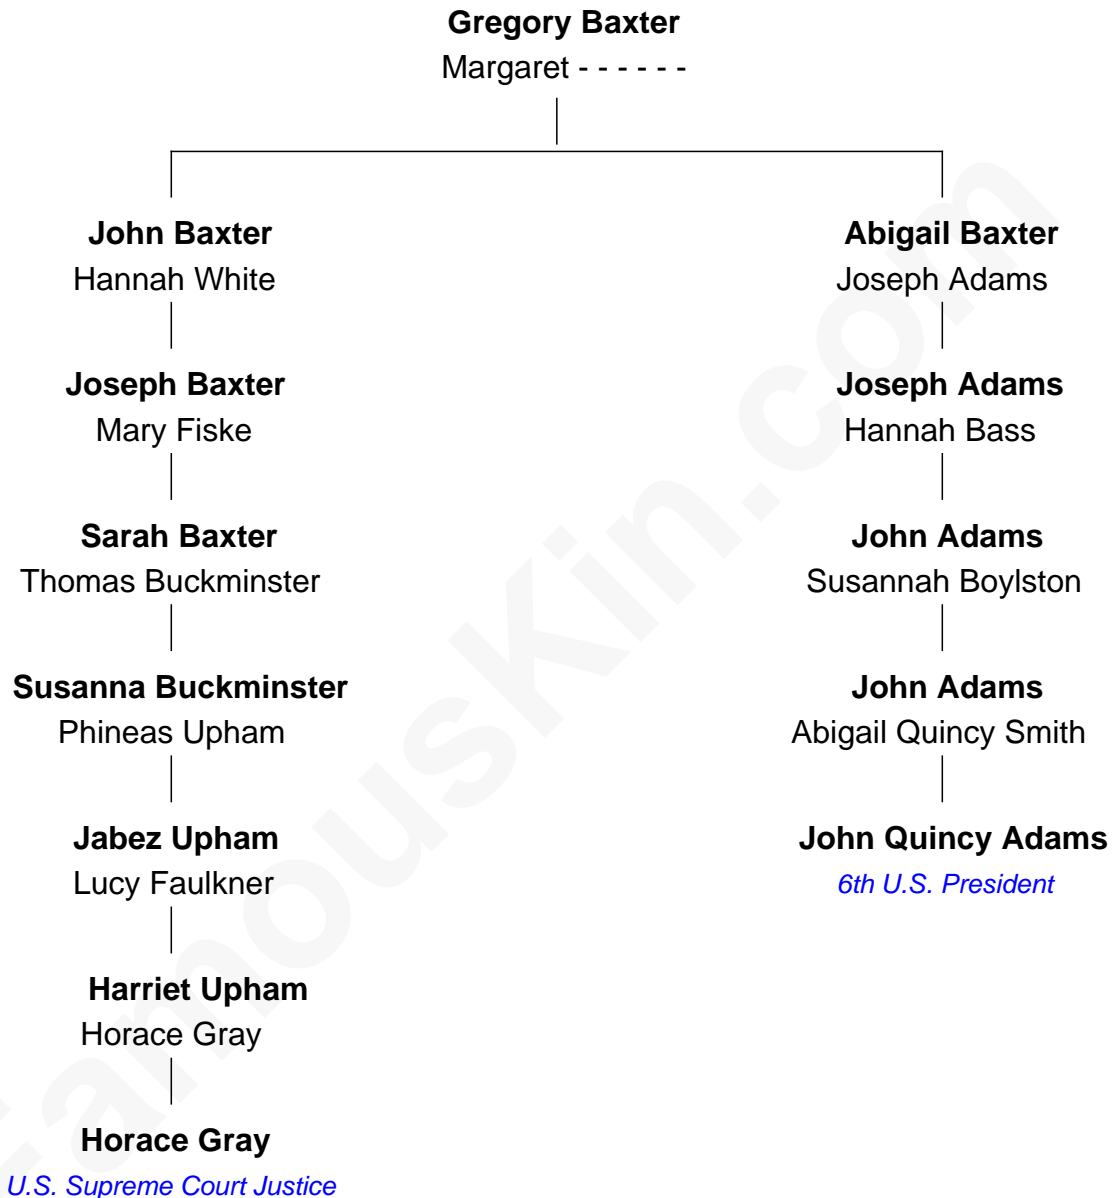 Gregory Baxter
Margaret - - - - - -
John Baxter
Hannah White
Abigail Baxter
Joseph Adams
Joseph Baxter
Mary Fiske
Joseph Adams
Hannah Bass
Sarah Baxter
Thomas Buckminster
John Adams
Susannah Boylston
Susanna Buckminster
Phineas Upham
John Adams
Abigail Quincy Smith
Jabez Upham
Lucy Faulkner
John Quincy Adams
6th U.S. President
Harriet Upham
Horace Gray
Horace Gray
U.S. Supreme Court Justice
FamousKin.com